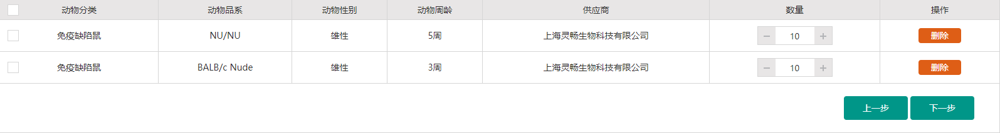 动物分类 动物品系 动物性别 动物周龄 供应商 数量 操作
免疫缺陷鼠 NU/NU 雄性 5周 上海灵畅生物科技有限公司 − 10 + 删除
免疫缺陷鼠 BALB/c Nude 雄性 3周 上海灵畅生物科技有限公司 − 10 + 删除
上一步 下一步